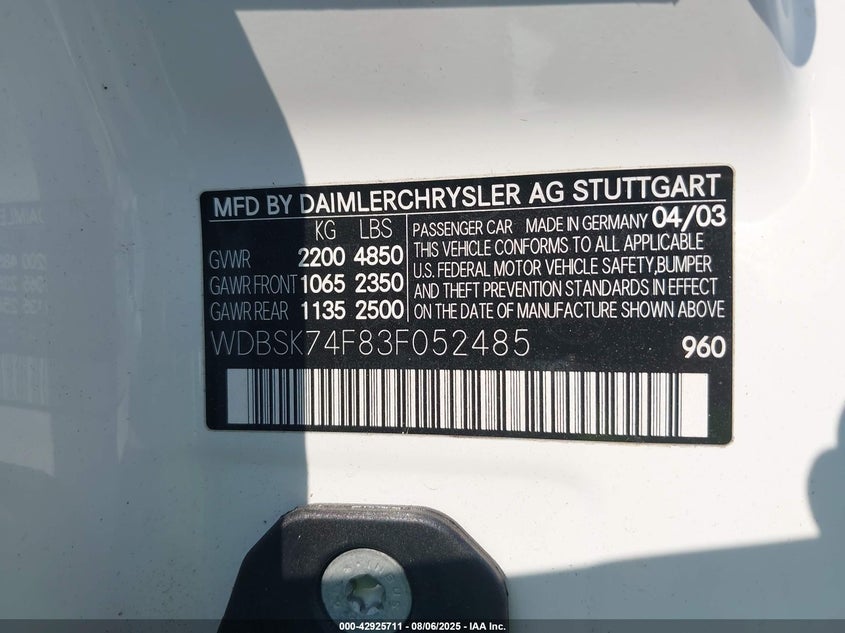 MFD BY DAIMLERCHRYSLER AG STUTTGART
KG LBS
GVWR 2200 4850
GAWR FRONT 1065 2350
GAWR REAR 1135 2500
PASSENGER CAR MADE IN GERMANY 04/03
THIS VEHICLE CONFORMS TO ALL APPLICABLE
U.S. FEDERAL MOTOR VEHICLE SAFETY, BUMPER
AND THEFT PREVENTION STANDARDS IN EFFECT
ON THE DATE OF MANUFACTURE SHOWN ABOVE
WDBSK74F83F052485 960
000-42925711 - 08/06/2025 - IAA Inc.